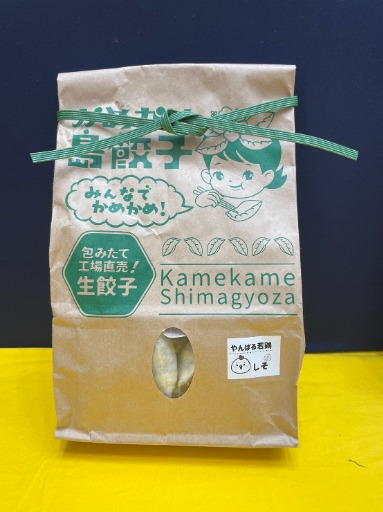 島餃子
みんなで
かめかめ!
包みたて
工場直売!
生餃子
Kamekame
Shimagyoza
やんばる若鶏
しそ